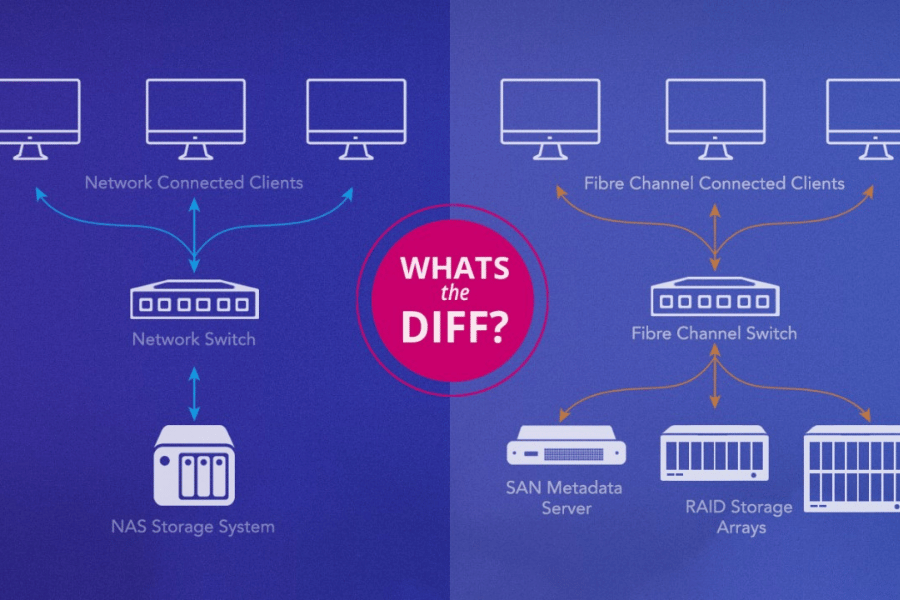 Network Connected Clients
Network Switch
NAS Storage System
WHATS
the
DIFF?
Fibre Channel Connected Clients
Fibre Channel Switch
SAN Metadata
Server
RAID Storage
Arrays